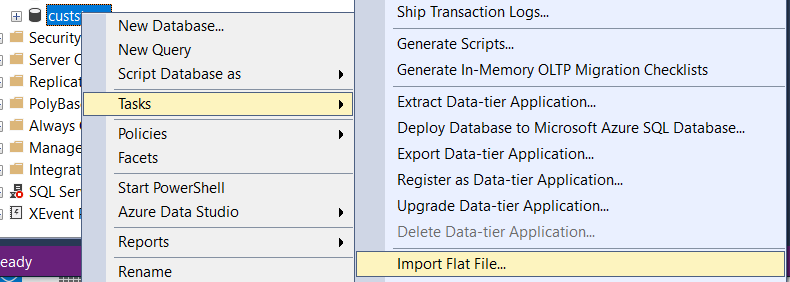 custs
Security
Server O
Replicat
PolyBase
Always O
Manage
Integrat
SQL Serv
XEvent P
eady
New Database...
New Query
Script Database as
Tasks
Policies
Facets
Start PowerShell
Azure Data Studio
Reports
Rename
Ship Transaction Logs...
Generate Scripts...
Generate In-Memory OLTP Migration Checklists
Extract Data-tier Application...
Deploy Database to Microsoft Azure SQL Database...
Export Data-tier Application...
Register as Data-tier Application...
Upgrade Data-tier Application...
Delete Data-tier Application...
Import Flat File...